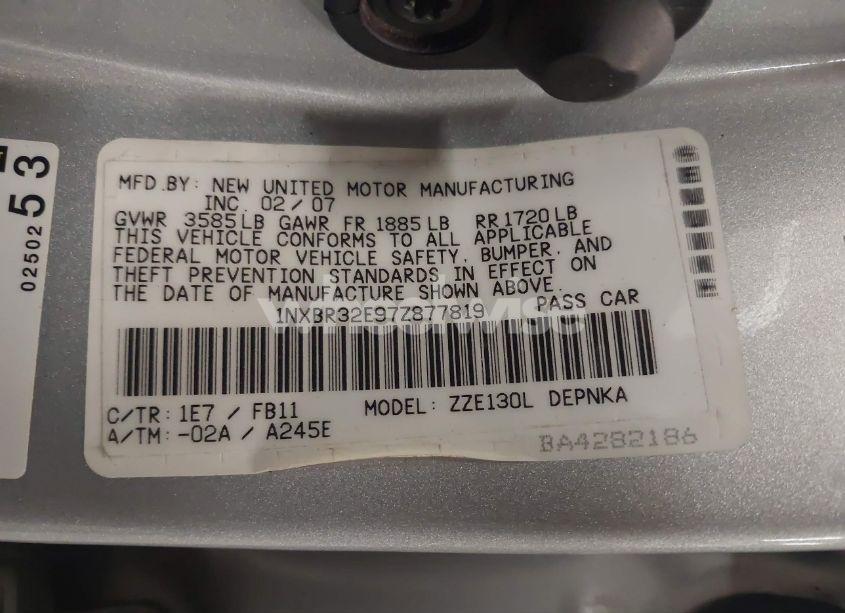 MFD.BY: NEW UNITED MOTOR MANUFACTURING
INC. 02/07
GVWR 3585LB GAWR FR 1885LB RR 1720LB
THIS VEHICLE CONFORMS TO ALL APPLICABLE
FEDERAL MOTOR VEHICLE SAFETY, BUMPER, AND
THEFT PREVENTION STANDARDS IN EFFECT ON
THE DATE OF MANUFACTURE SHOWN ABOVE.
1NXBR32E97Z877819 PASS CAR
C/TR: 1E7 / FB11 MODEL: ZZE130L DEPNKA
A/TM: -02A / A245E
BA4282186
02502
53